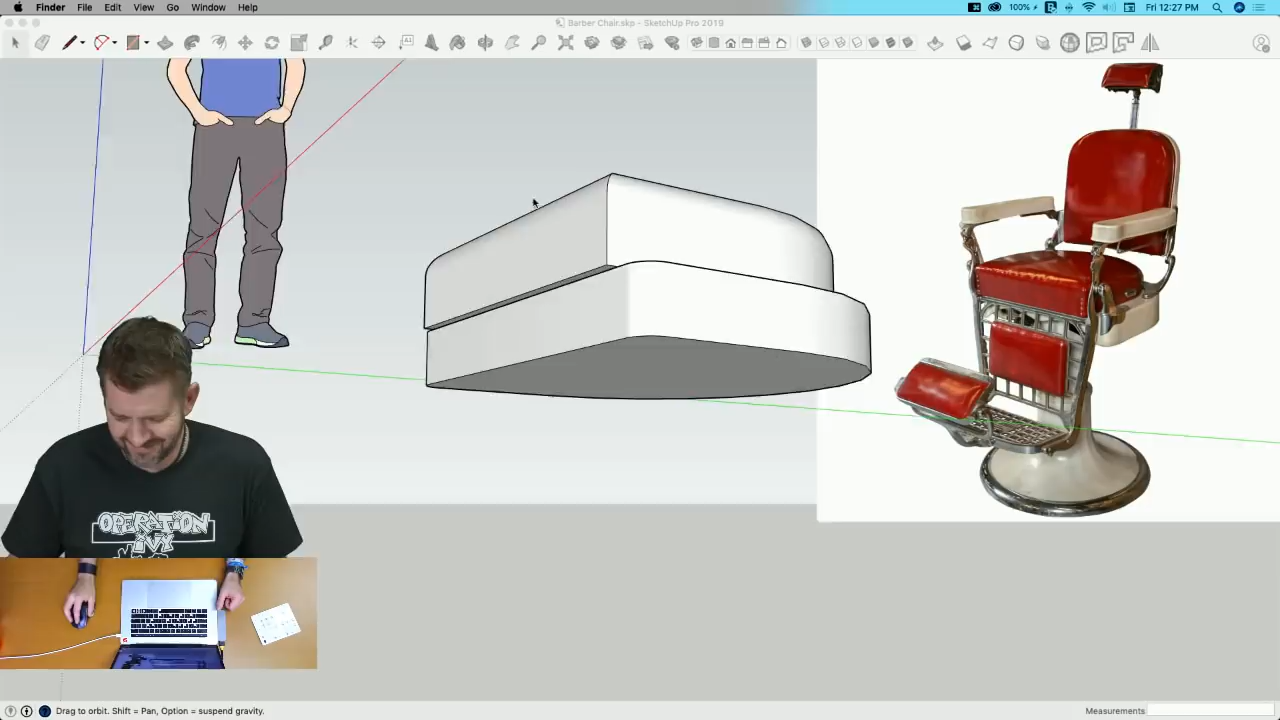 Finder File Edit View Go Window Help
100% Fri 12:27 PM
Barber Chair.skp - SketchUp Pro 2019
OPERATION
IVY
Drag to orbit. Shift = Pan, Option = suspend gravity.
Measurements